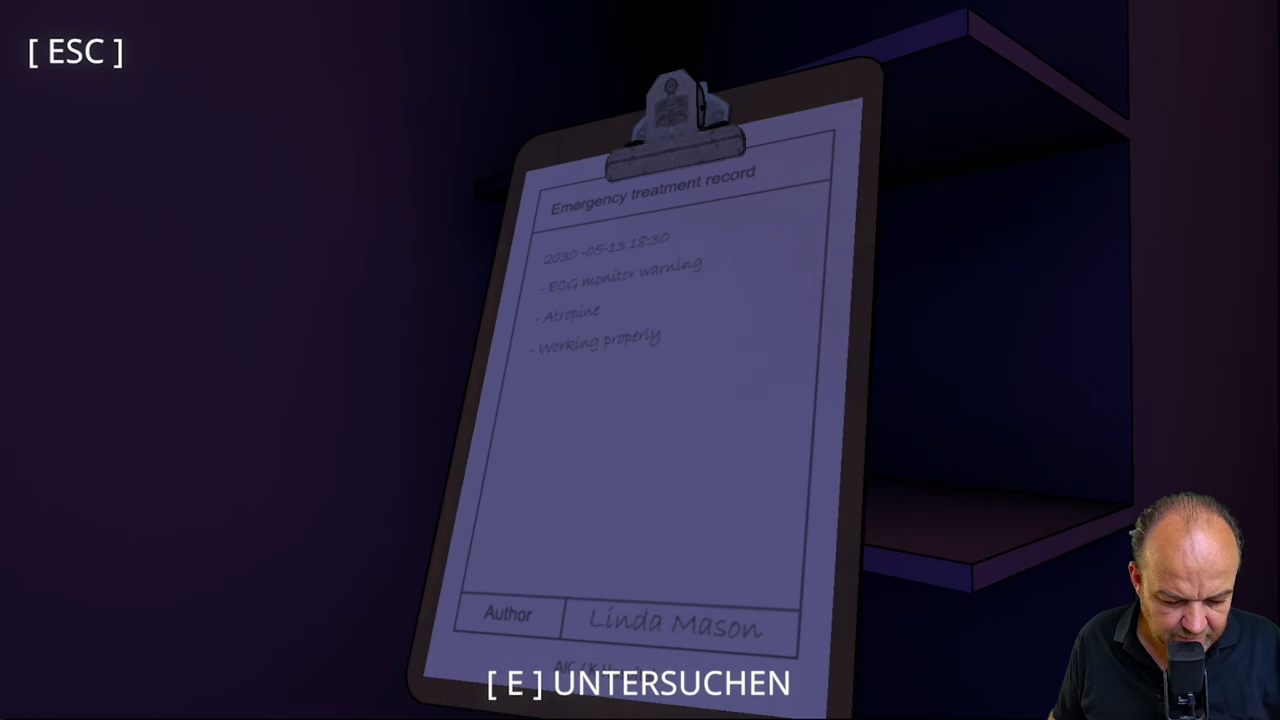 [ ESC ]
Emergency treatment record
2030 -05-13 18:30
- ECG monitor warning
- Atropine
- Working properly
Author
Linda Mason
[ E ] UNTERSUCHEN